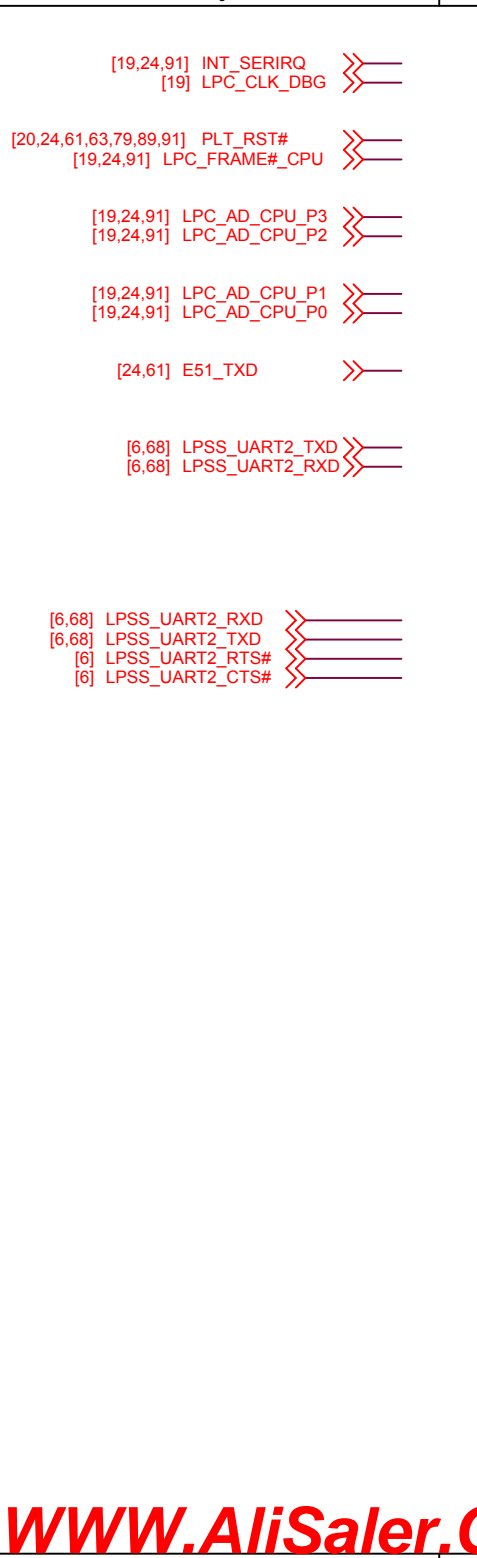 [19,24,91] INT_SERIRQ
[19] LPC_CLK_DBG
[20,24,61,63,79,89,91] PLT_RST#
[19,24,91] LPC_FRAME#_CPU
[19,24,91] LPC_AD_CPU_P3
[19,24,91] LPC_AD_CPU_P2
[19,24,91] LPC_AD_CPU_P1
[19,24,91] LPC_AD_CPU_P0
[24,61] E51_TXD
[6,68] LPSS_UART2_TXD
[6,68] LPSS_UART2_RXD
[6,68] LPSS_UART2_RXD
[6,68] LPSS_UART2_TXD
[6] LPSS_UART2_RTS#
[6] LPSS_UART2_CTS#
WWW.AliSaler.